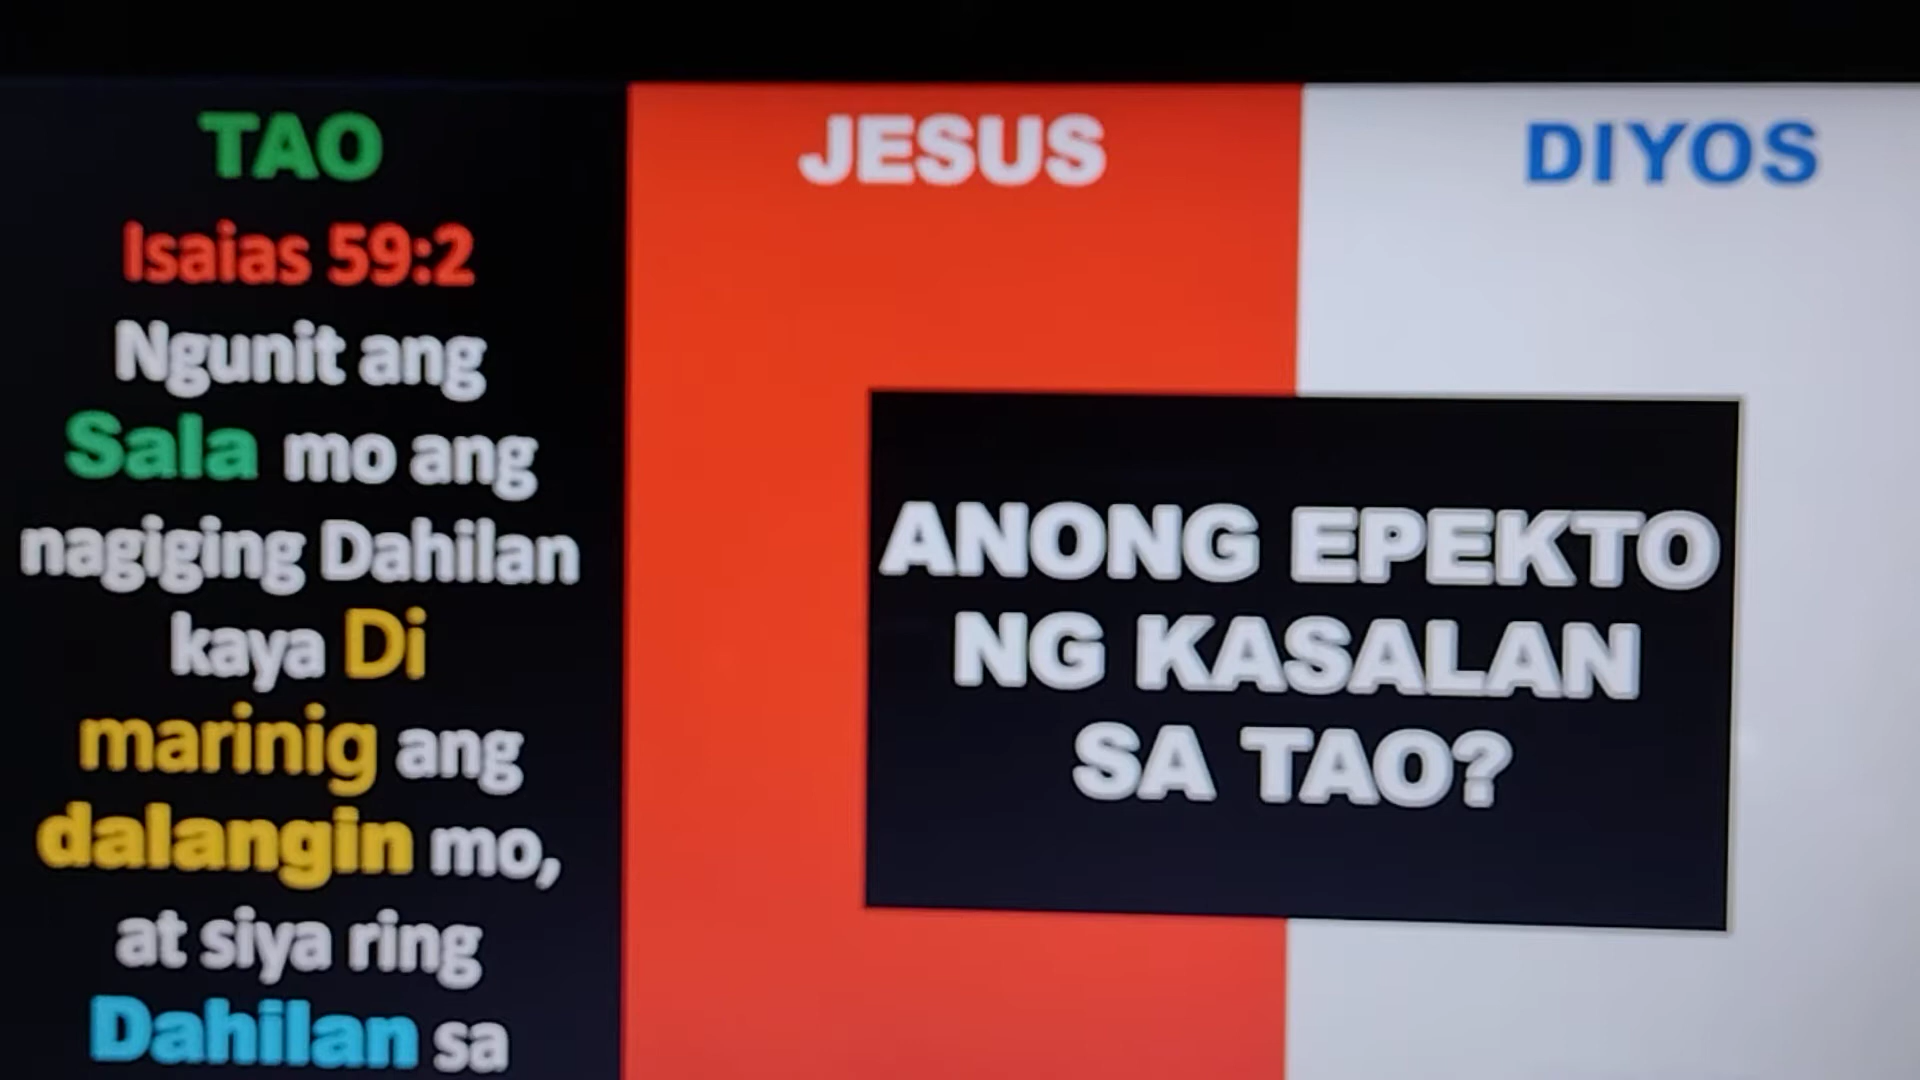 TAO
Isaias 59:2
Ngunit ang
Sala mo ang
nagiging Dahilan
kaya Di
marinig ang
dalangin mo,
at siya ring
Dahilan sa
JESUS
DIYOS
ANONG EPEKTO
NG KASALAN
SA TAO?